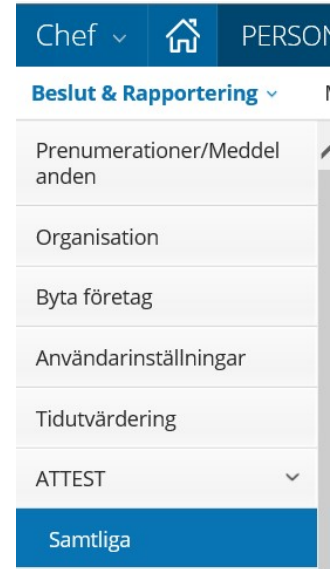 Chef
PERSON
Beslut & Rapportering
Prenumerationer/Meddel
anden
Organisation
Byta företag
Användarinställningar
Tidutvärdering
ATTEST
Samtliga